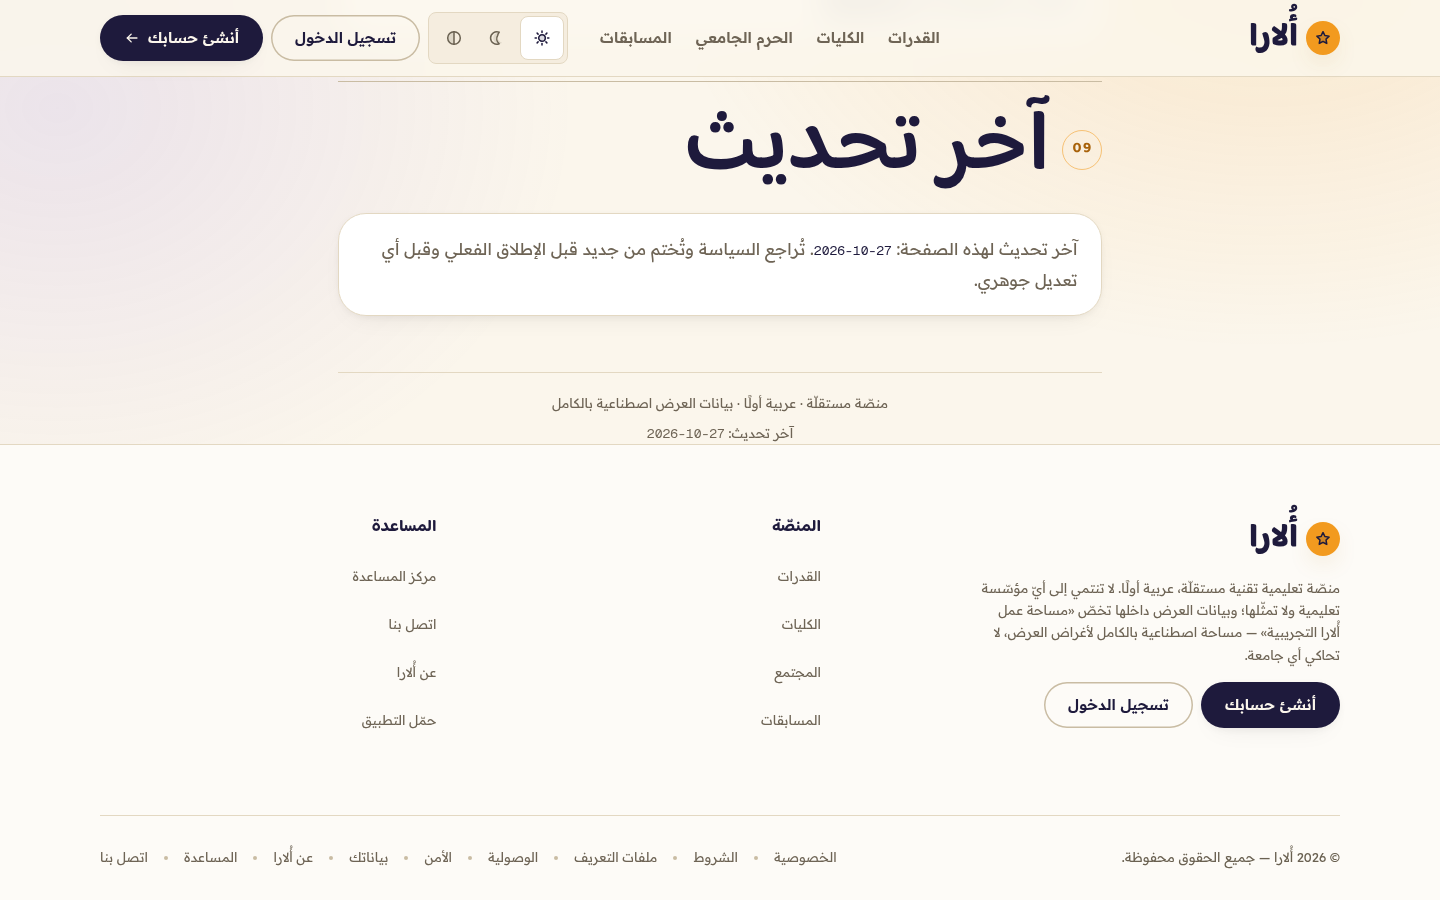 ألارا
القدرات
الكليات
الحرم الجامعي
المسابقات
تسجيل الدخول
أنشئ حسابك ←
09
آخر تحديث
آخر تحديث لهذه الصفحة: 27-10-2026. تُراجع السياسة وتُختم من جديد قبل الإطلاق الفعلي وقبل أي
تعديل جوهري.
منصّة مستقلّة · عربية أولًا · بيانات العرض اصطناعية بالكامل
آخر تحديث: 27-10-2026
أُلارا
منصّة تعليمية تقنية مستقلّة، عربية أولًا. لا تنتمي إلى أيّ مؤسّسة
تعليمية ولا تمثّلها؛ وبيانات العرض داخلها تخصّ «مساحة عمل
أُلارا التجريبية» — مساحة اصطناعية بالكامل لأغراض العرض، لا
تحاكي أي جامعة.
أنشئ حسابك
تسجيل الدخول
المنصّة
القدرات
الكليات
المجتمع
المسابقات
المساعدة
مركز المساعدة
اتصل بنا
عن أُلارا
حمّل التطبيق
© 2026 أُلارا — جميع الحقوق محفوظة.
الخصوصية • الشروط • ملفات التعريف • الوصولية • الأمن • بياناتك • عن أُلارا • المساعدة • اتصل بنا